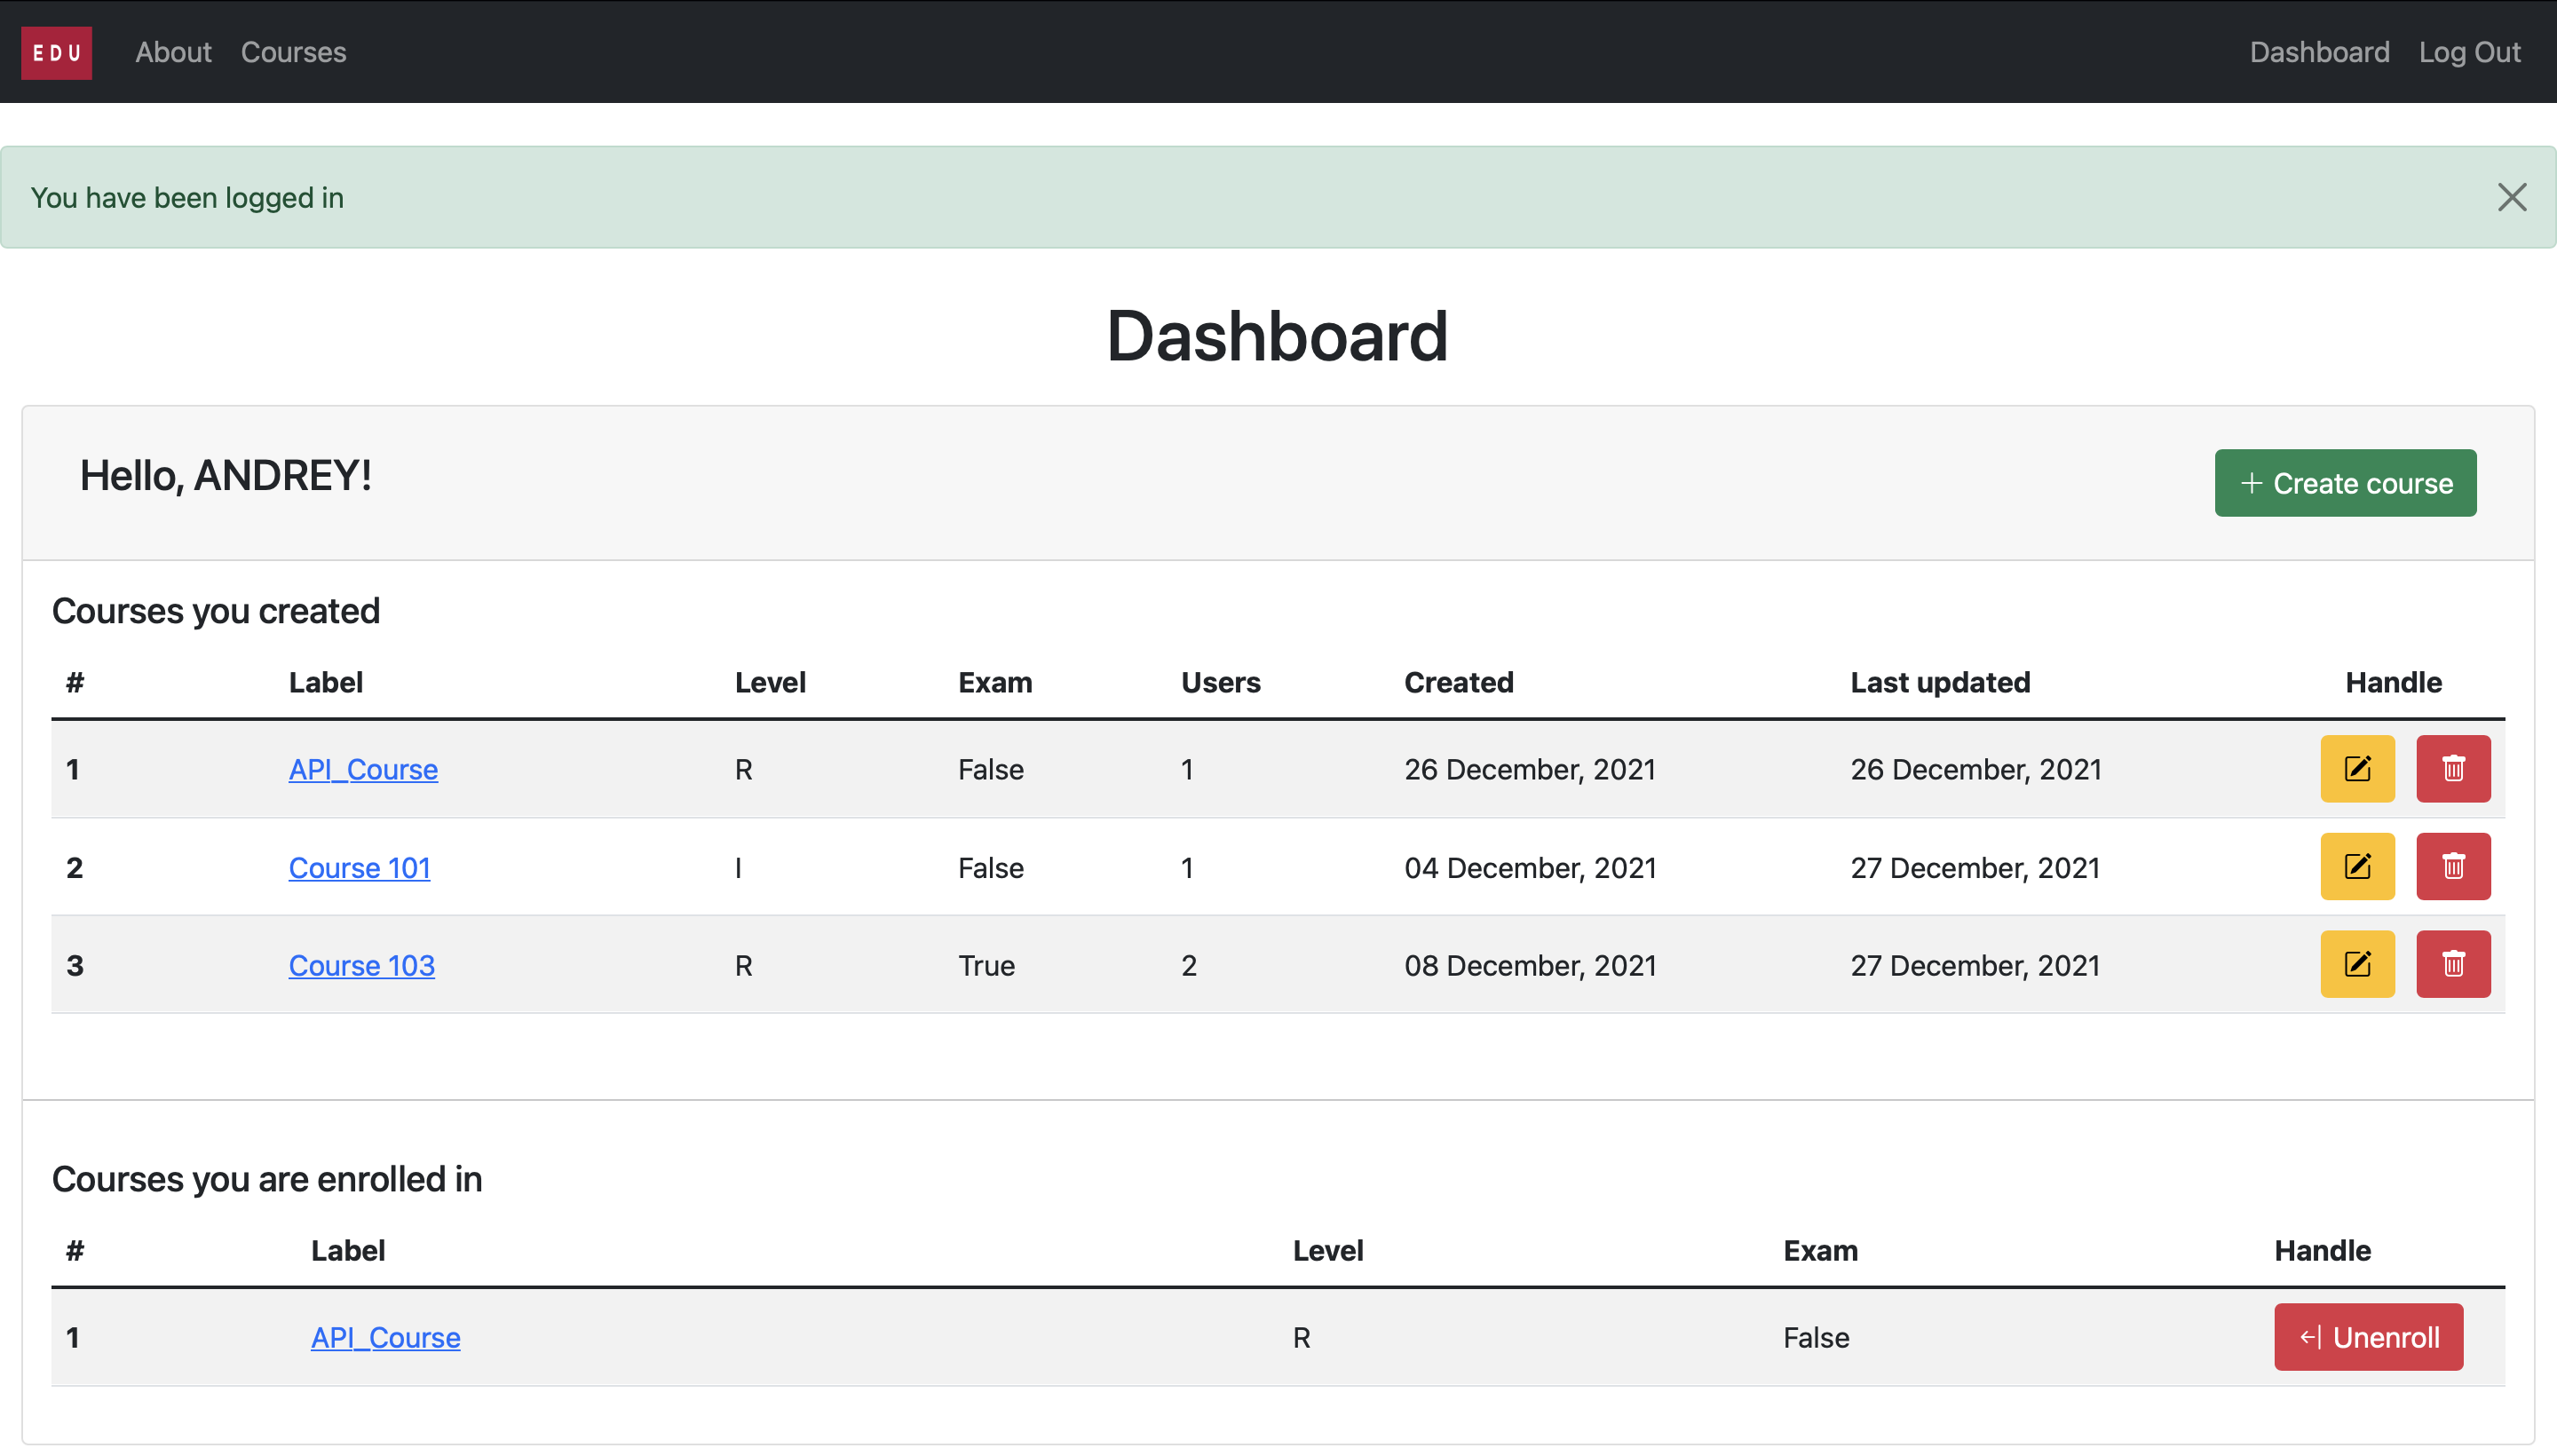 EDU About Courses Dashboard Log Out
You have been logged in
Dashboard
Hello, ANDREY!
+ Create course
Courses you created
# Label Level Exam Users Created Last updated Handle
1 API_Course R False 1 26 December, 2021 26 December, 2021
2 Course 101 I False 1 04 December, 2021 27 December, 2021
3 Course 103 R True 2 08 December, 2021 27 December, 2021
Courses you are enrolled in
# Label Level Exam Handle
1 API_Course R False Unenroll